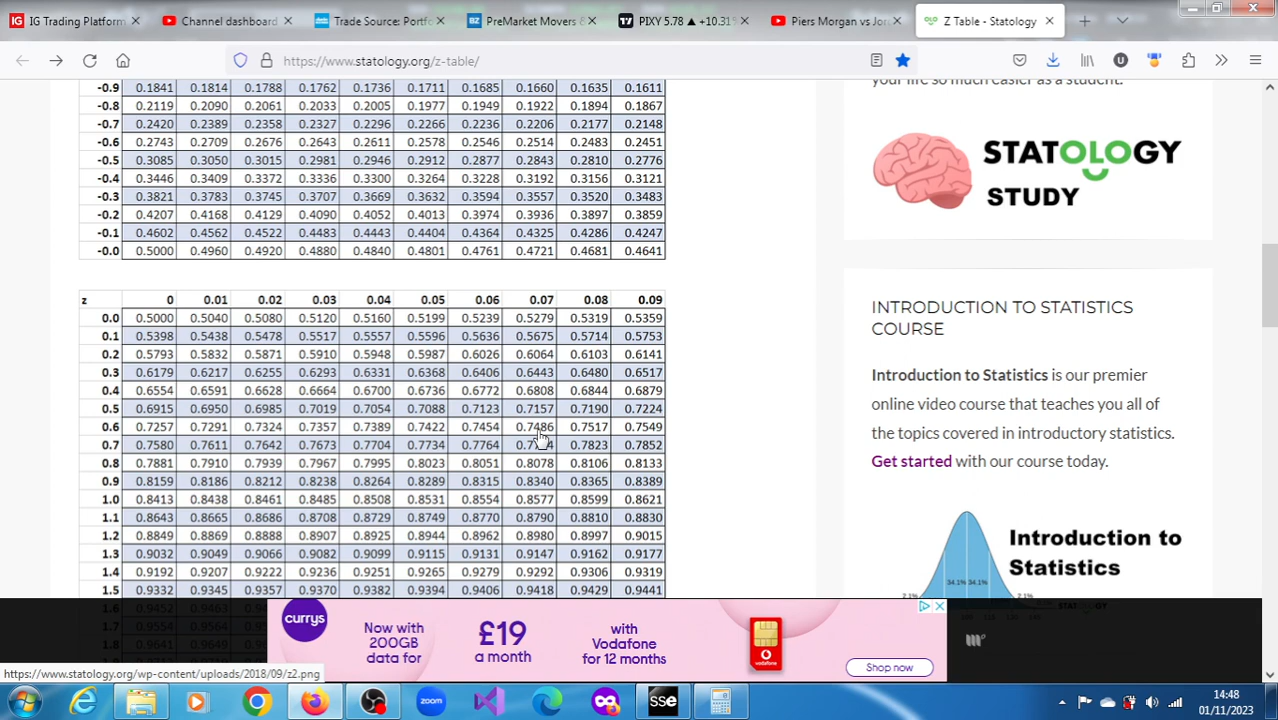 IG Trading Platform
Channel dashboard
Trade Source: Portfo
PreMarket Movers &
PIXY 5.78 ▲ +10.31%
Piers Morgan vs Jor
Z Table - Statology
https://www.statology.org/z-table/
-0.9 0.1841 0.1814 0.1788 0.1762 0.1736 0.1711 0.1685 0.1660 0.1635 0.1611
-0.8 0.2119 0.2090 0.2061 0.2033 0.2005 0.1977 0.1949 0.1922 0.1894 0.1867
-0.7 0.2420 0.2389 0.2358 0.2327 0.2296 0.2266 0.2236 0.2206 0.2177 0.2148
-0.6 0.2743 0.2709 0.2676 0.2643 0.2611 0.2578 0.2546 0.2514 0.2483 0.2451
-0.5 0.3085 0.3050 0.3015 0.2981 0.2946 0.2912 0.2877 0.2843 0.2810 0.2776
-0.4 0.3446 0.3409 0.3372 0.3336 0.3300 0.3264 0.3228 0.3192 0.3156 0.3121
-0.3 0.3821 0.3783 0.3745 0.3707 0.3669 0.3632 0.3594 0.3557 0.3520 0.3483
-0.2 0.4207 0.4168 0.4129 0.4090 0.4052 0.4013 0.3974 0.3936 0.3897 0.3859
-0.1 0.4602 0.4562 0.4522 0.4483 0.4443 0.4404 0.4364 0.4325 0.4286 0.4247
-0.0 0.5000 0.4960 0.4920 0.4880 0.4840 0.4801 0.4761 0.4721 0.4681 0.4641
z 0 0.01 0.02 0.03 0.04 0.05 0.06 0.07 0.08 0.09
0.0 0.5000 0.5040 0.5080 0.5120 0.5160 0.5199 0.5239 0.5279 0.5319 0.5359
0.1 0.5398 0.5438 0.5478 0.5517 0.5557 0.5596 0.5636 0.5675 0.5714 0.5753
0.2 0.5793 0.5832 0.5871 0.5910 0.5948 0.5987 0.6026 0.6064 0.6103 0.6141
0.3 0.6179 0.6217 0.6255 0.6293 0.6331 0.6368 0.6406 0.6443 0.6480 0.6517
0.4 0.6554 0.6591 0.6628 0.6664 0.6700 0.6736 0.6772 0.6808 0.6844 0.6879
0.5 0.6915 0.6950 0.6985 0.7019 0.7054 0.7088 0.7123 0.7157 0.7190 0.7224
0.6 0.7257 0.7291 0.7324 0.7357 0.7389 0.7422 0.7454 0.7486 0.7517 0.7549
0.7 0.7580 0.7611 0.7642 0.7673 0.7704 0.7734 0.7764 0.7823 0.7852
0.8 0.7881 0.7910 0.7939 0.7967 0.7995 0.8023 0.8051 0.8078 0.8106 0.8133
0.9 0.8159 0.8186 0.8212 0.8238 0.8264 0.8289 0.8315 0.8340 0.8365 0.8389
1.0 0.8413 0.8438 0.8461 0.8485 0.8508 0.8531 0.8554 0.8577 0.8599 0.8621
1.1 0.8643 0.8665 0.8686 0.8708 0.8729 0.8749 0.8770 0.8790 0.8810 0.8830
1.2 0.8849 0.8869 0.8888 0.8907 0.8925 0.8944 0.8962 0.8980 0.8997 0.9015
1.3 0.9032 0.9049 0.9066 0.9082 0.9099 0.9115 0.9131 0.9147 0.9162 0.9177
1.4 0.9192 0.9207 0.9222 0.9236 0.9251 0.9265 0.9279 0.9292 0.9306 0.9319
1.5 0.9332 0.9345 0.9357 0.9370 0.9382 0.9394 0.9406 0.9418 0.9429 0.9441
1.6 0.9452 0.9463
1.7 0.9554 0.9564
1.8 0.9641 0.9649
your life so much easier as a student.
STATOLOGY
STUDY
INTRODUCTION TO STATISTICS
COURSE
Introduction to Statistics is our premier
online video course that teaches you all of
the topics covered in introductory statistics.
Get started with our course today.
Introduction to
Statistics
34.1% 34.1%
2.1% 2.1%
currys
Now with
200GB
data for
£19
a month
with
Vodafone
for 12 months
vodafone
Shop now
https://www.statology.org/wp-content/uploads/2018/09/z2.png
zoom
SSE
14:48
01/11/2023